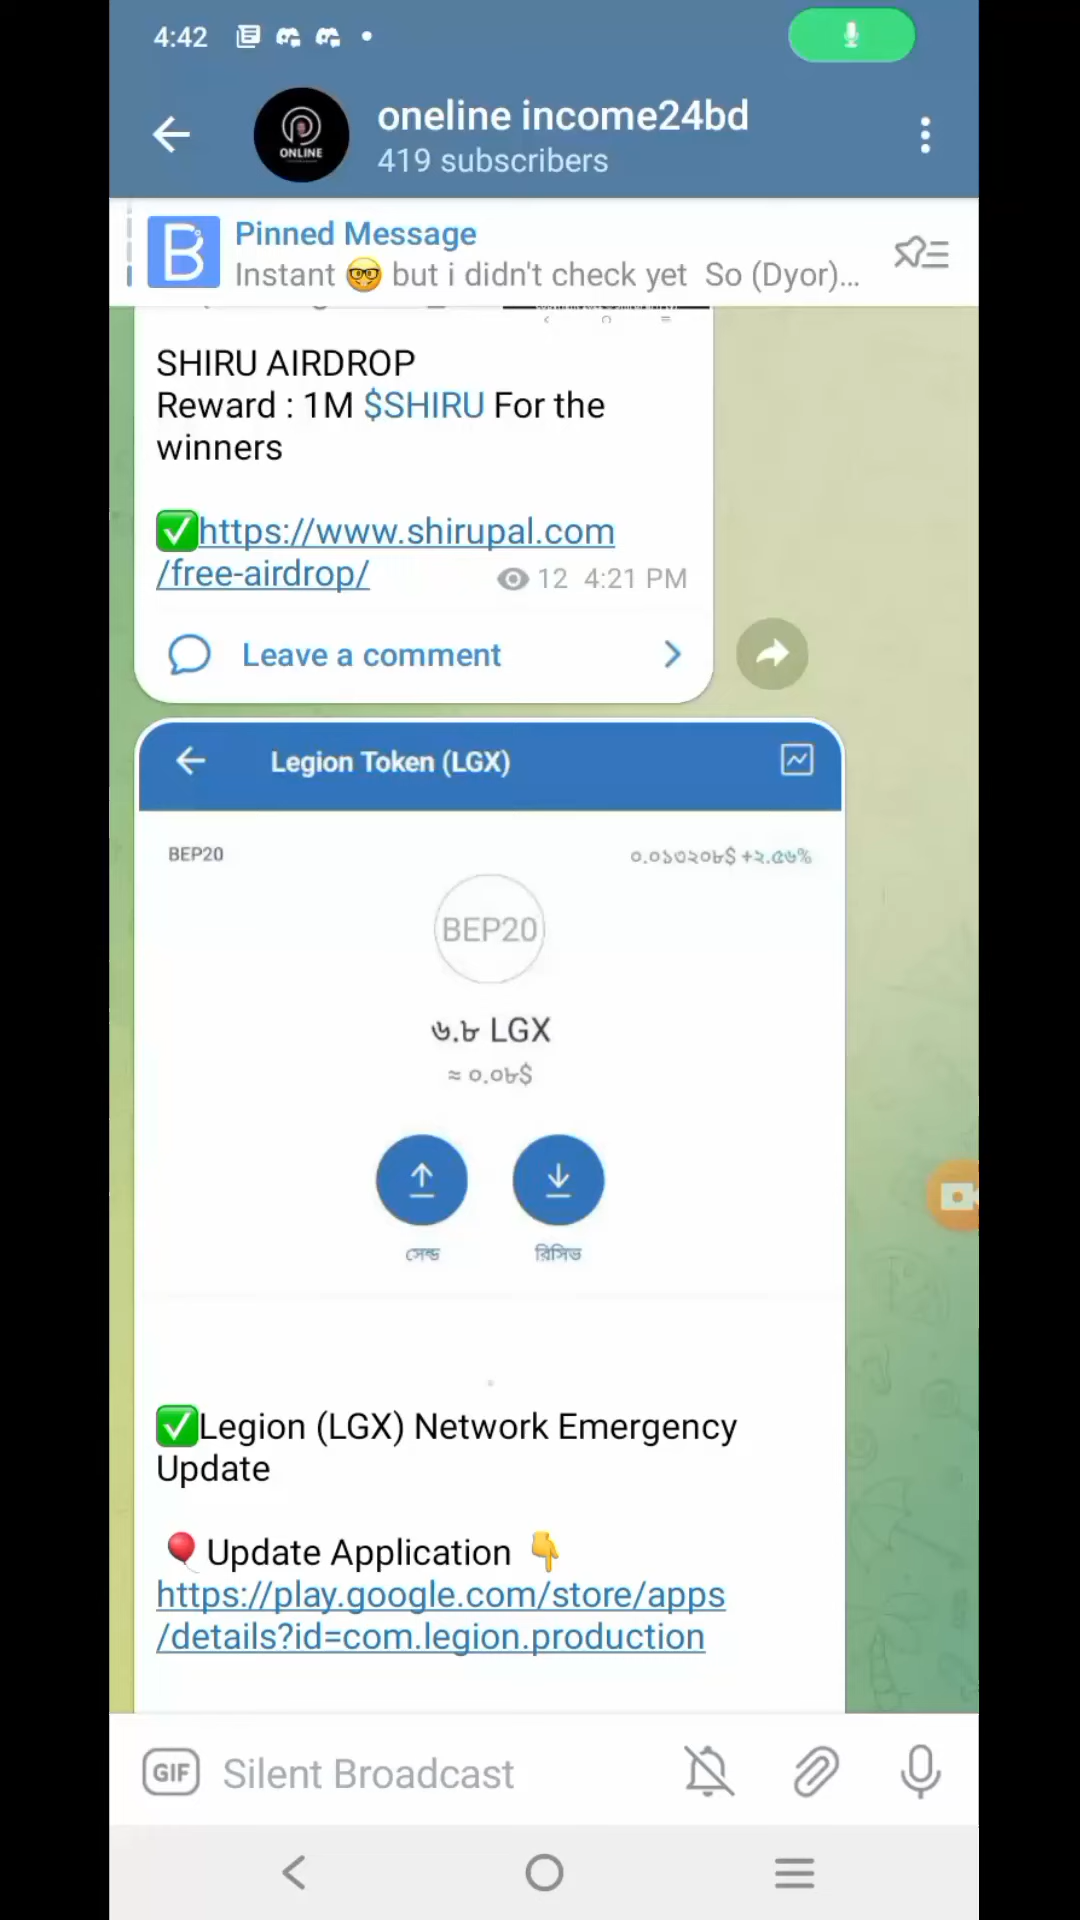 4:42
oneline income24bd
ONLINE
419 subscribers
Pinned Message
B
Instant 🤓 but i didn't check yet So (Dyor)...
SHIRU AIRDROP
Reward : 1M $SHIRU For the
winners
✅https://www.shirupal.com
/free-airdrop/
12 4:21 PM
Leave a comment
Legion Token (LGX)
BEP20
০.০১৩২০৮$ +২.৫৬%
BEP20
৬.৮ LGX
≈ ০.০৮$
সেন্ড
রিসিভ
✅Legion (LGX) Network Emergency
Update
🎈Update Application 👇
https://play.google.com/store/apps
/details?id=com.legion.production
GIF
Silent Broadcast